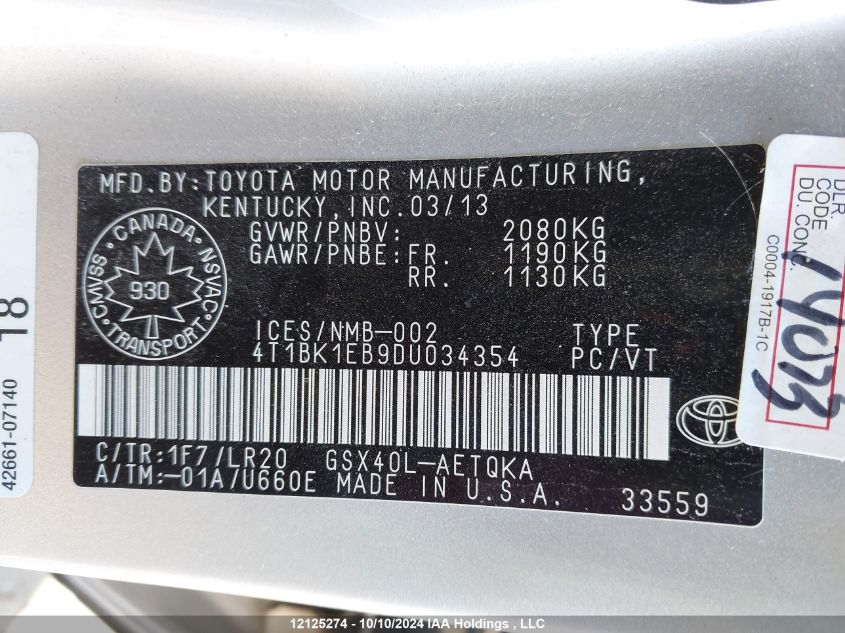 MFD.BY:TOYOTA MOTOR MANUFACTURING,
KENTUCKY,INC.03/13
GVWR/PNBV: 2080KG
GAWR/PNBE: FR. 1190KG
RR. 1130KG
CANADA
CMVSS 930 NSVAC
TRANSPORT
ICES/NMB-002 TYPE
4T1BK1EB9DU034354 PC/VT
C/TR:1F7/LR20 GSX40L-AETQKA
A/TM:-01A/U660E MADE IN U.S.A. 33559
18
42661-07140
DLR.
CODE
DU CONC.
14073
C0004-1917B-1C
12125274 - 10/10/2024 IAA Holdings , LLC